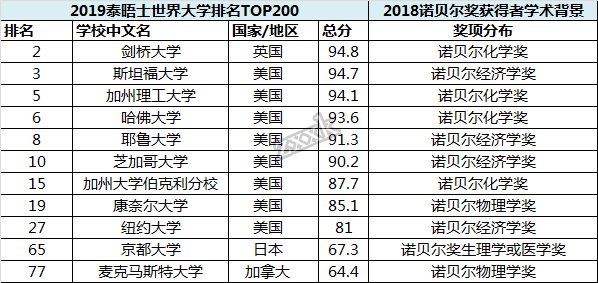 2019泰晤士世界大学排名TOP200 2018诺贝尔奖获得者学术背景
排名 学校中文名 国家/地区 总分 奖项分布
2 剑桥大学 英国 94.8 诺贝尔化学奖
3 斯坦福大学 美国 94.7 诺贝尔经济学奖
5 加州理工大学 美国 94.1 诺贝尔化学奖
6 哈佛大学 美国 93.6 诺贝尔化学奖
8 耶鲁大学 美国 91.3 诺贝尔经济学奖
10 芝加哥大学 美国 90.2 诺贝尔经济学奖
15 加州大学伯克利分校 美国 87.7 诺贝尔化学奖
19 康奈尔大学 美国 85.1 诺贝尔物理学奖
27 纽约大学 美国 81 诺贝尔经济学奖
65 京都大学 日本 67.3 诺贝尔奖生理学或医学奖
77 麦克马斯特大学 加拿大 64.4 诺贝尔物理学奖